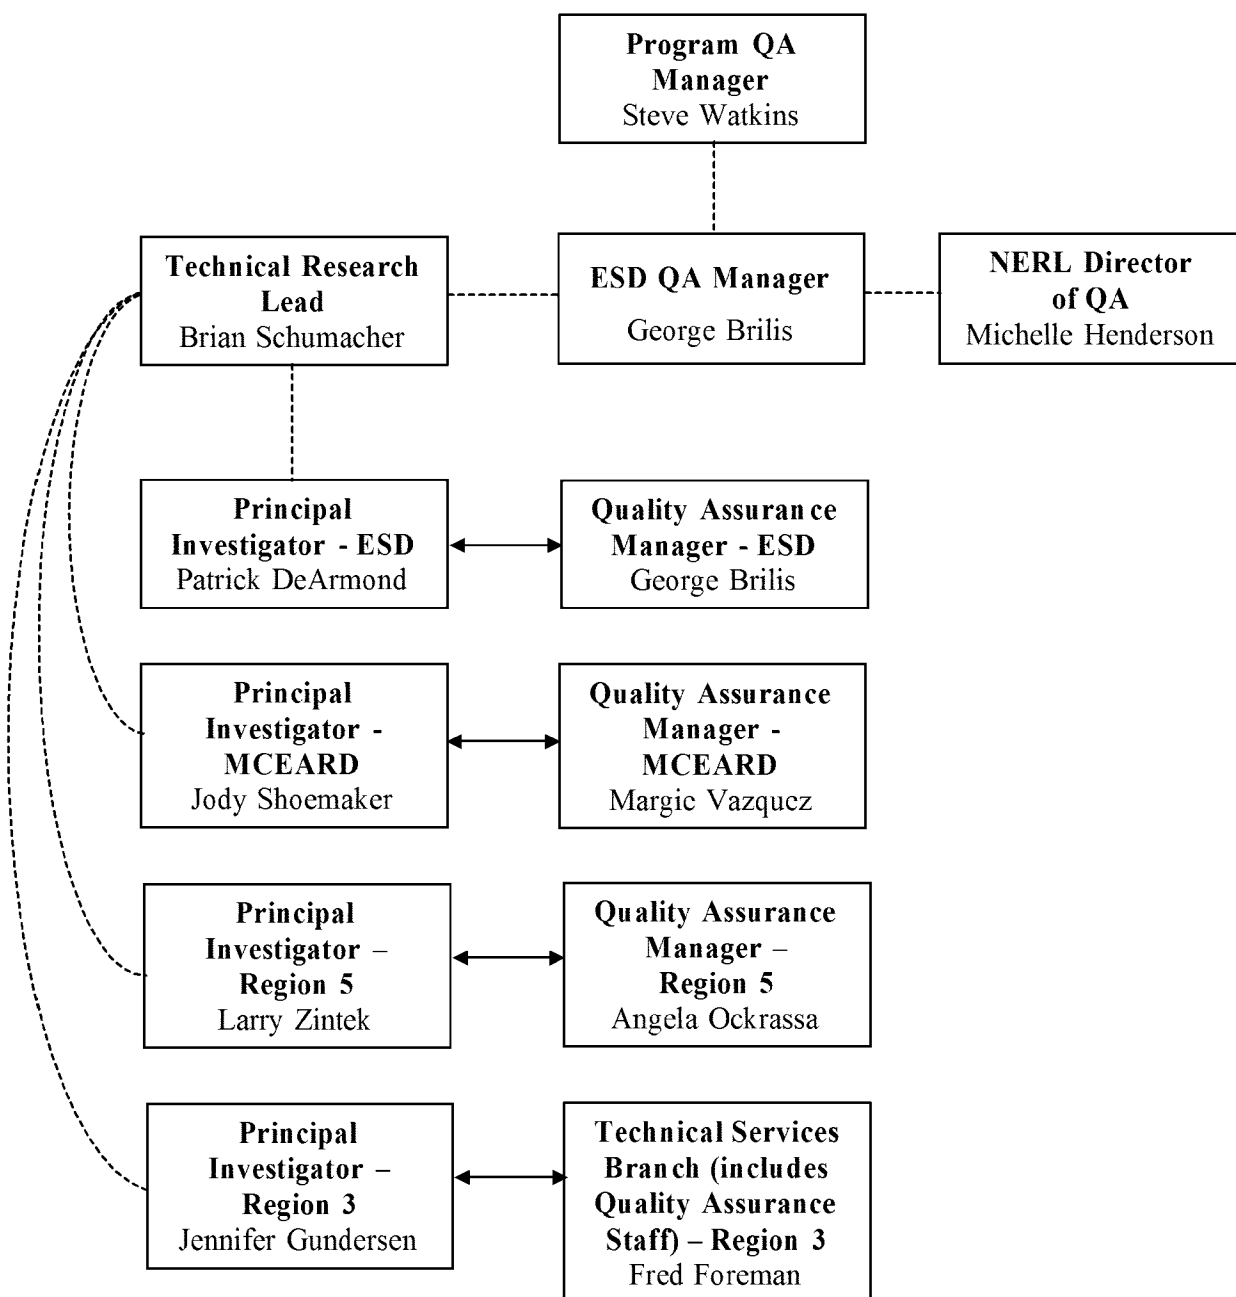 Program QA
Manager
Steve Watkins
Technical Research
Lead
Brian Schumacher
ESD QA Manager
George Brilis
NERL Director
of QA
Michelle Henderson
Principal
Investigator - ESD
Patrick DeArmond
Quality Assurance
Manager - ESD
George Brilis
Principal
Investigator -
MCEARD
Jody Shoemaker
Quality Assurance
Manager -
MCEARD
Margie Vazquez
Principal
Investigator –
Region 5
Larry Zintek
Quality Assurance
Manager –
Region 5
Angela Ockrassa
Principal
Investigator –
Region 3
Jennifer Gundersen
Technical Services
Branch (includes
Quality Assurance
Staff) – Region 3
Fred Foreman